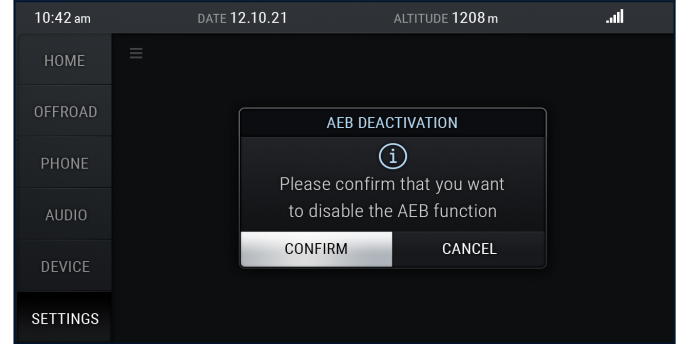 10:42 am
DATE 12.10.21
ALTITUDE 1208 m
HOME
OFFROAD
PHONE
AUDIO
DEVICE
SETTINGS
AEB DEACTIVATION
i
Please confirm that you want
to disable the AEB function
CONFIRM
CANCEL